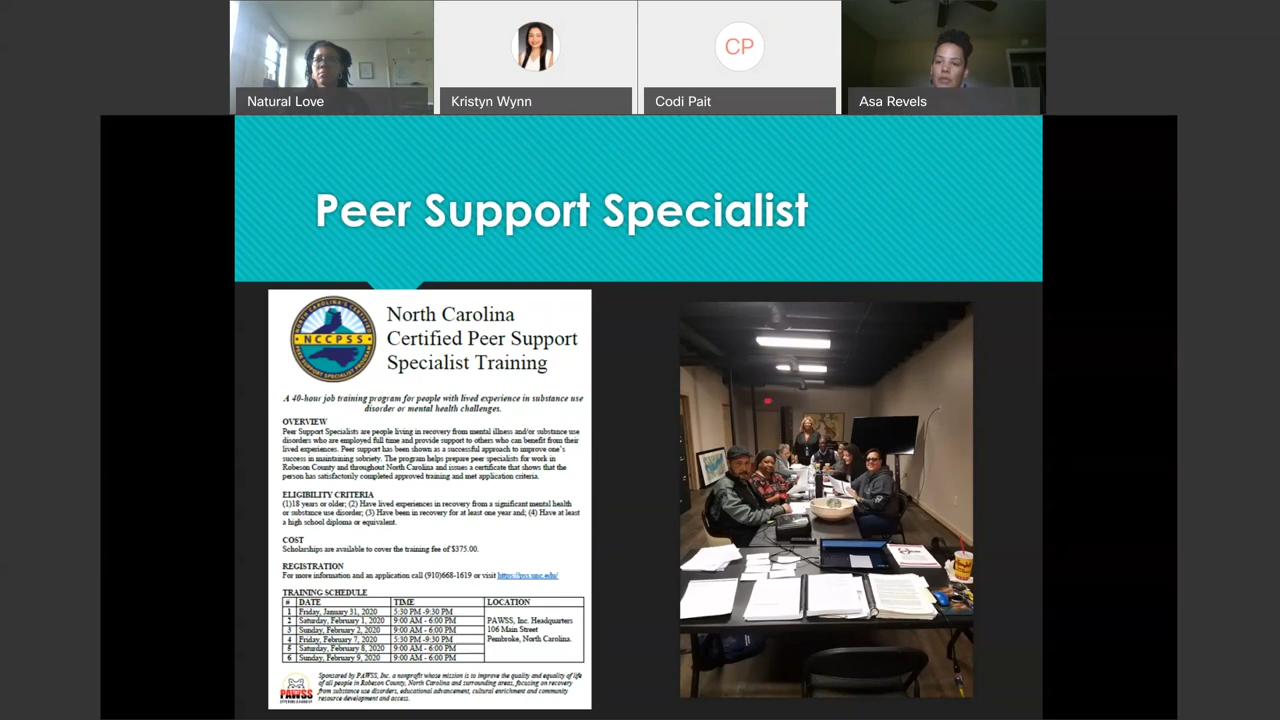 Natural Love
Kristyn Wynn
CP
Codi Pait
Asa Revels
Peer Support Specialist
NORTH CAROLINA'S CERTIFIED
NCCPSS
PEER SUPPORT SPECIALIST PROGRAM
North Carolina
Certified Peer Support
Specialist Training
A 40-hour job training program for people with lived experience in substance use
disorder or mental health challenges.
OVERVIEW
Peer Support Specialists are people living in recovery from mental illness and/or substance use
disorders who are employed full time and provide support to others who can benefit from their
lived experiences. Peer support has been shown as a successful approach to improve one's
success in maintaining sobriety. The program helps prepare peer specialists for work in
Robeson County and throughout North Carolina and issues a certificate that shows that the
person has satisfactorily completed approved training and met application criteria.
ELIGIBILITY CRITERIA
(1)18 years or older; (2) Have lived experiences in recovery from a significant mental health
or substance use disorder; (3) Have been in recovery for at least one year and; (4) Have at least
a high school diploma or equivalent.
COST
Scholarships are available to cover the training fee of $375.00.
REGISTRATION
For more information and an application call (910)668-1619 or visit https://pss.unc.edu/
TRAINING SCHEDULE
# DATE TIME LOCATION
1 Friday, January 31, 2020 5:30 PM -9:30 PM
2 Saturday, February 1, 2020 9:00 AM - 6:00 PM PAWSS, Inc. Headquarters
3 Sunday, February 2, 2020 9:00 AM - 6:00 PM 106 Main Street
4 Friday, February 7, 2020 5:30 PM -9:30 PM Pembroke, North Carolina.
5 Saturday, February 8, 2020 9:00 AM - 6:00 PM
6 Sunday, February 9, 2020 9:00 AM - 6:00 PM
Sponsored by PAWSS, Inc. a nonprofit whose mission is to improve the quality and equality of life
of all people in Robeson County, North Carolina and surrounding areas, focusing on recovery
from substance use disorders, educational advancement, cultural enrichment and community
resource development and access.
PAWSS